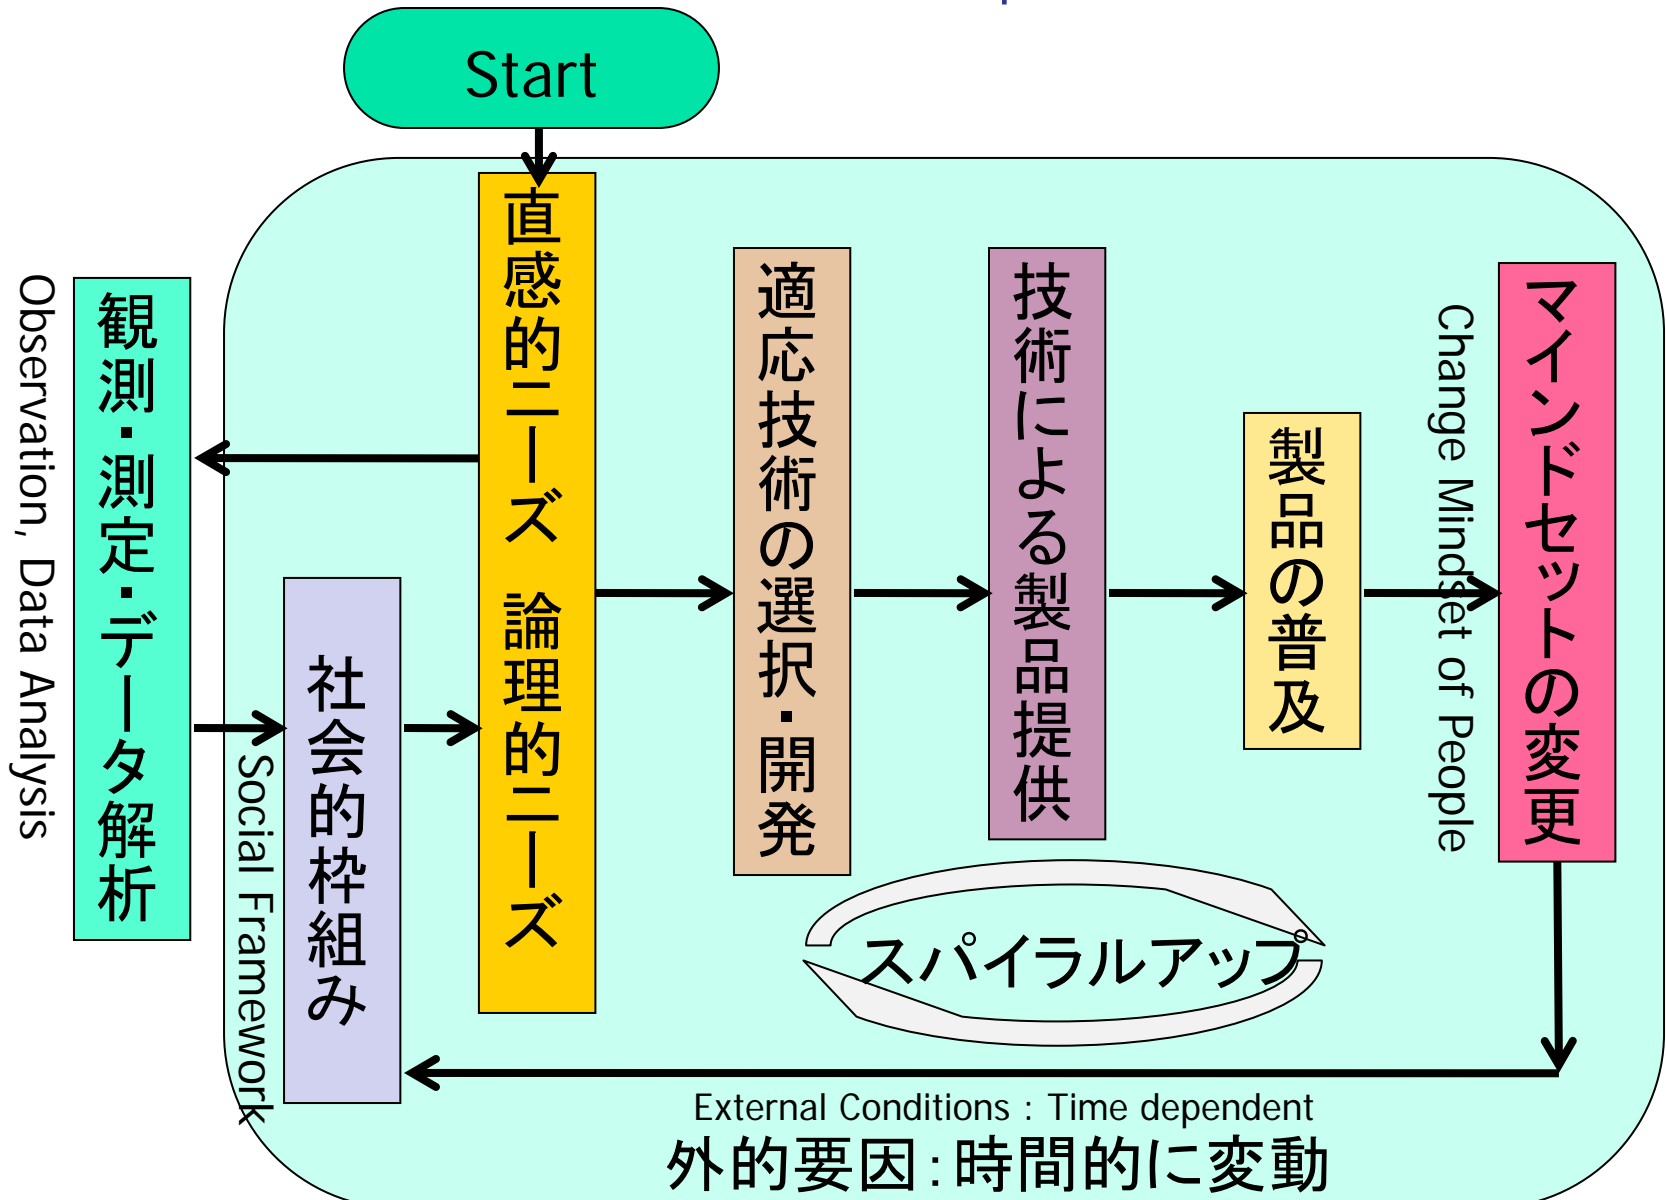 Start
Observation, Data Analysis
観測・測定・データ解析
Social Framework
社会的枠組み
直感的ニーズ 論理的ニーズ
適応技術の選択・開発
技術による製品提供
製品の普及
Change Mindset of People
マインドセットの変更
スパイラルアップ
External Conditions : Time dependent
外的要因:時間的に変動